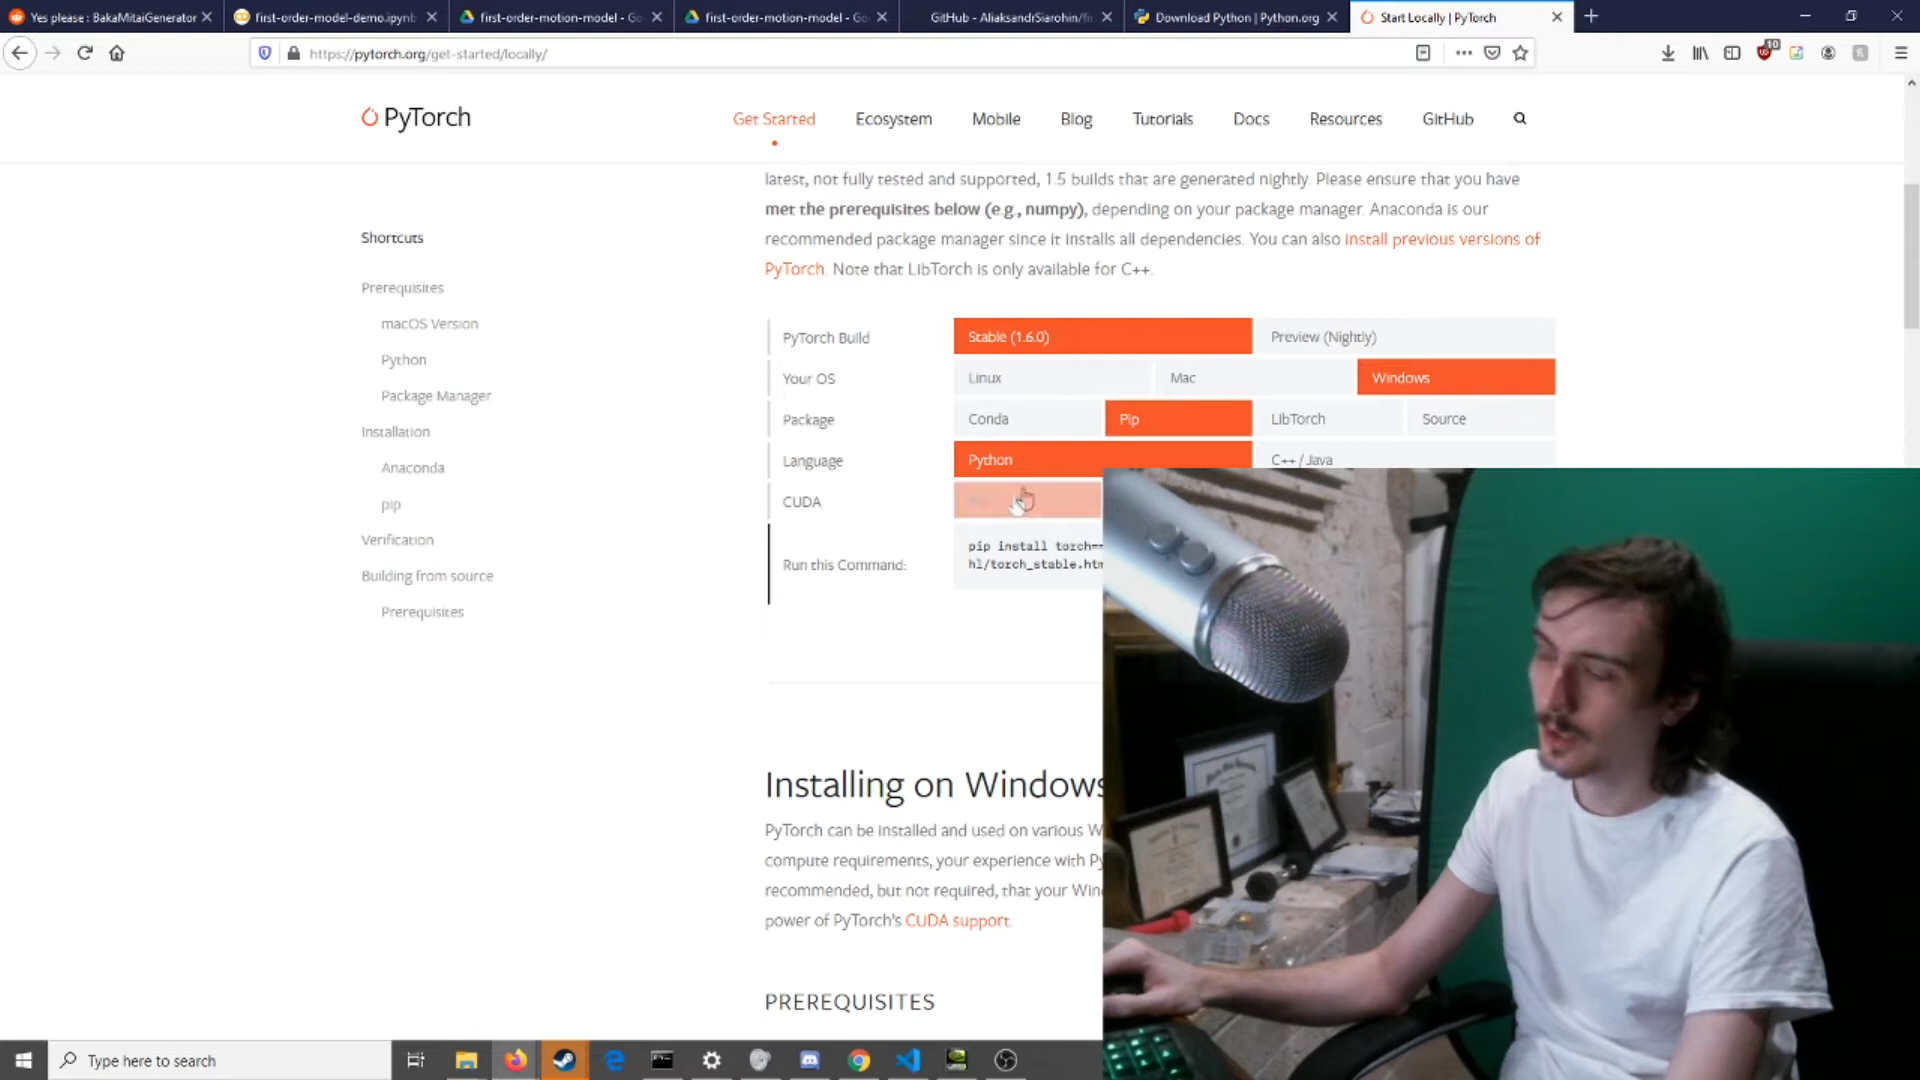 Yes please : BakaMitaiGenerator
first-order-model-demo.ipynb
first-order-motion-model - Go
first-order-motion-model - Go
GitHub - AliaksandrSiarohin/fi
Download Python | Python.org
Start Locally | PyTorch
https://pytorch.org/get-started/locally/
10
PyTorch
Get Started
Ecosystem
Mobile
Blog
Tutorials
Docs
Resources
GitHub
latest, not fully tested and supported, 1.5 builds that are generated nightly. Please ensure that you have
met the prerequisites below (e.g., numpy), depending on your package manager. Anaconda is our
recommended package manager since it installs all dependencies. You can also install previous versions of
PyTorch. Note that LibTorch is only available for C++.
Shortcuts
Prerequisites
macOS Version
Python
Package Manager
Installation
Anaconda
pip
Verification
Building from source
Prerequisites
PyTorch Build
Stable (1.6.0)
Preview (Nightly)
Your OS
Linux
Mac
Windows
Package
Conda
Pip
LibTorch
Source
Language
Python
C++ / Java
CUDA
Run this Command:
pip install torch==
hl/torch_stable.htm
Installing on Windows
PyTorch can be installed and used on various W
compute requirements, your experience with Py
recommended, but not required, that your Win
power of PyTorch's CUDA support.
PREREQUISITES
Type here to search